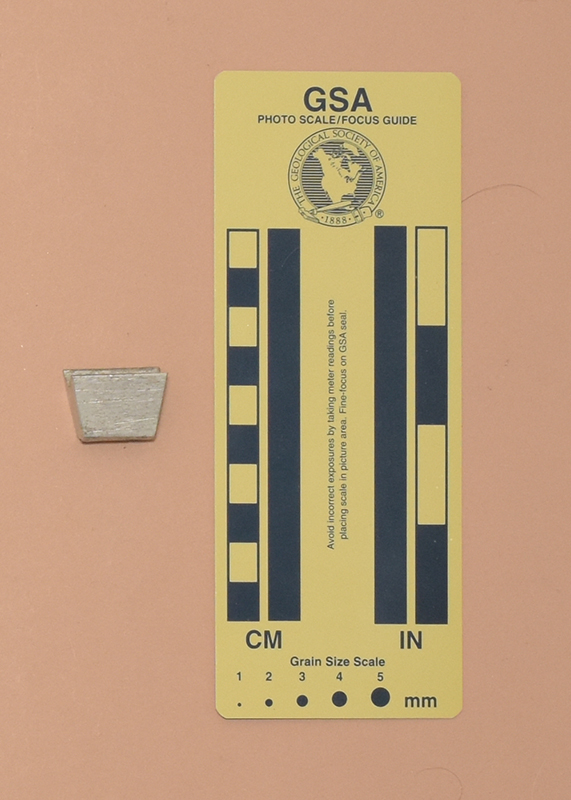 GSA
PHOTO SCALE/FOCUS GUIDE
THE GEOLOGICAL SOCIETY OF AMERICA
·1888·
®
Avoid incorrect exposures by taking meter readings before
placing scale in picture area. Fine-focus on GSA seal.
CM IN
Grain Size Scale
1 2 3 4 5
mm